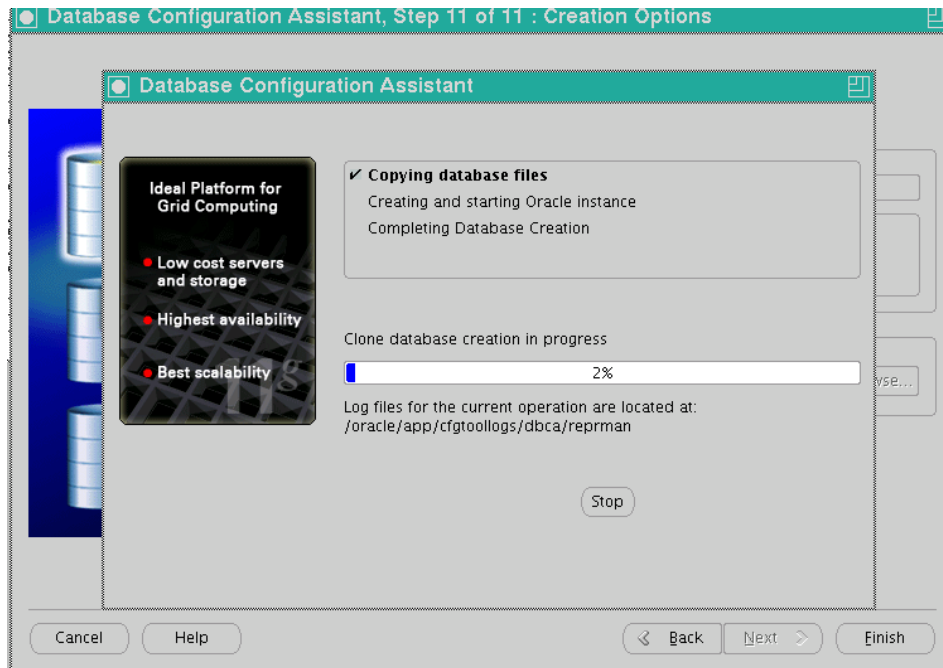 Database Configuration Assistant, Step 11 of 11 : Creation Options
Database Configuration Assistant
Ideal Platform for
Grid Computing
Low cost servers
and storage
Highest availability
Best scalability
11g
✔ Copying database files
Creating and starting Oracle instance
Completing Database Creation
Clone database creation in progress
2%
Log files for the current operation are located at:
/oracle/app/cfgtoollogs/dbca/reprman
Stop
Cancel
Help
Back
Next
Finish